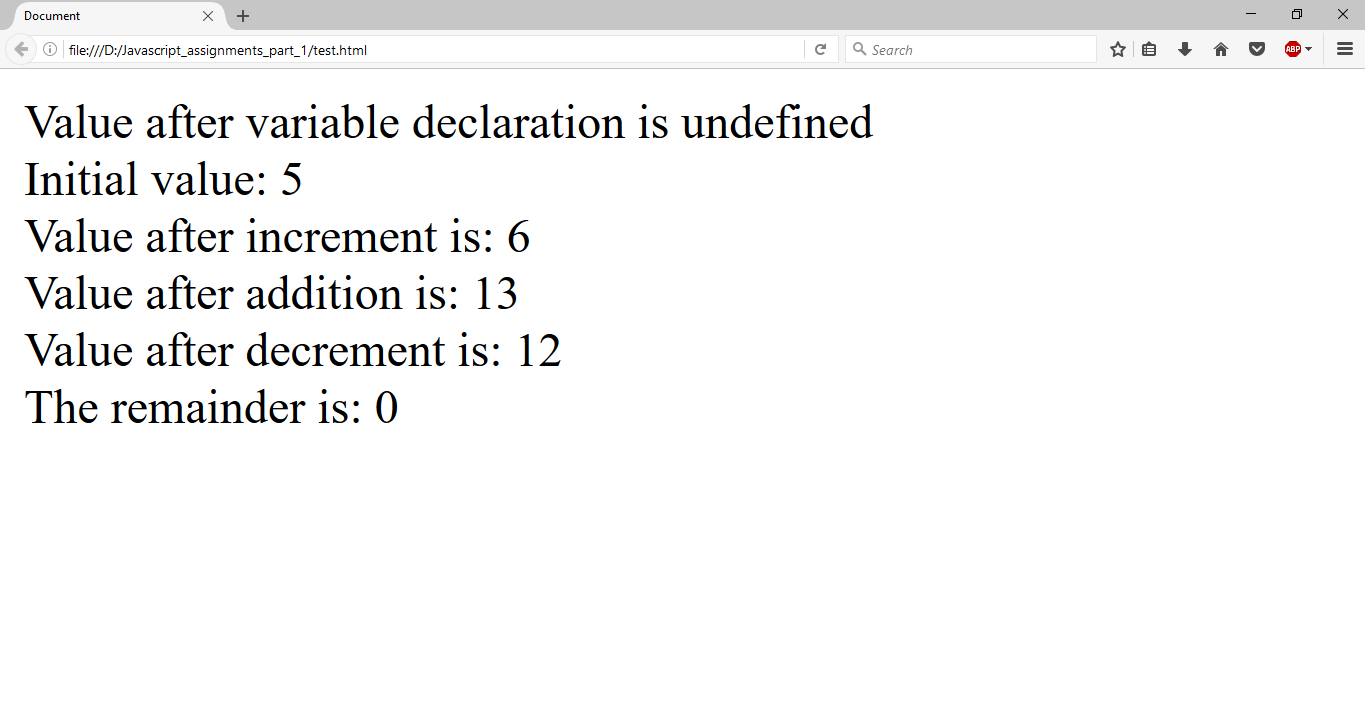 Document
file:///D:/Javascript_assignments_part_1/test.html
Search
ABP
Value after variable declaration is undefined
Initial value: 5
Value after increment is: 6
Value after addition is: 13
Value after decrement is: 12
The remainder is: 0